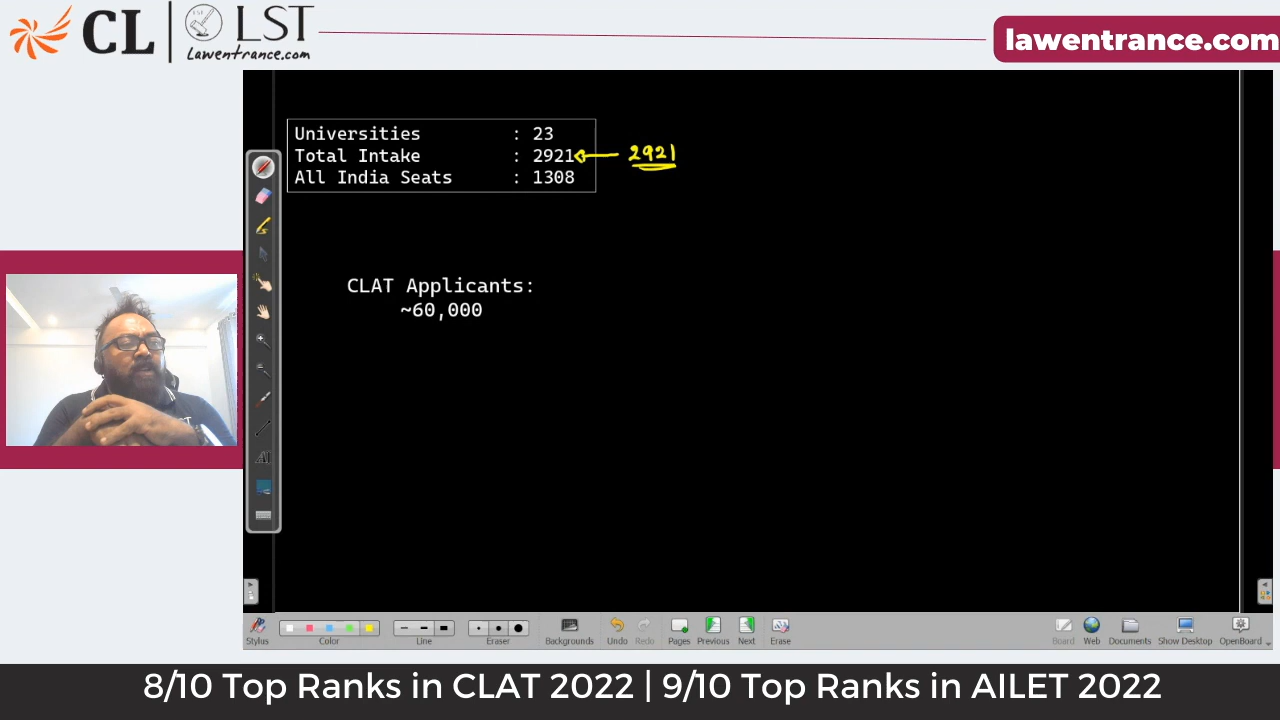 CL
LST
Lawentrance.com
lawentrance.com
Universities : 23
Total Intake : 2921
2921
All India Seats : 1308
CLAT Applicants:
~60,000
Stylus
Color
Line
Eraser
Backgrounds
Undo
Redo
Pages
Previous
Next
Erase
Board
Web
Documents
Show Desktop
OpenBoard
8/10 Top Ranks in CLAT 2022 | 9/10 Top Ranks in AILET 2022